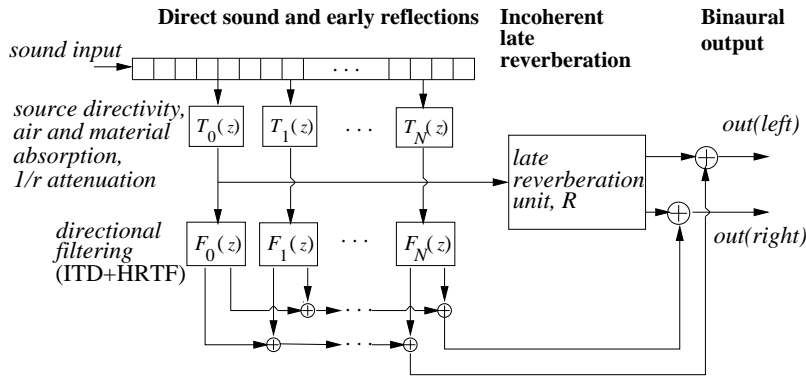 Direct sound and early reflections
Incoherent
late
reverberation
Binaural
output
sound input
. . .
source directivity,
air and material
absorption,
1/r attenuation
T0(z)
T1(z)
. . .
TN(z)
late
reverberation
unit, R
out(left)
out(right)
directional
filtering
(ITD+HRTF)
F0(z)
F1(z)
. . .
FN(z)
. . .
. . .